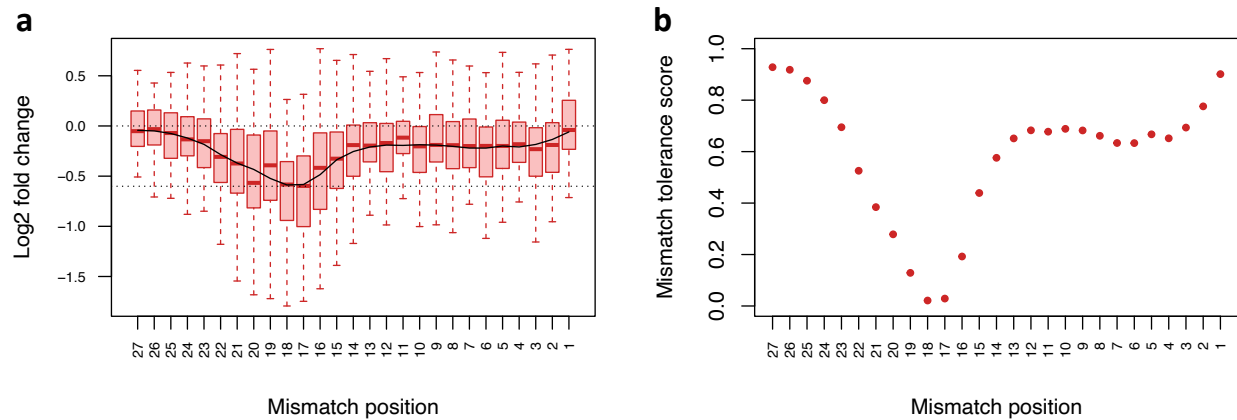 a
Log2 fold change
0.5
0.0
−0.5
−1.0
−1.5
27 26 25 24 23 22 21 20 19 18 17 16 15 14 13 12 11 10 9 8 7 6 5 4 3 2 1
Mismatch position
b
Mismatch tolerance score
1.0
0.8
0.6
0.4
0.2
0.0
27 26 25 24 23 22 21 20 19 18 17 16 15 14 13 12 11 10 9 8 7 6 5 4 3 2 1
Mismatch position